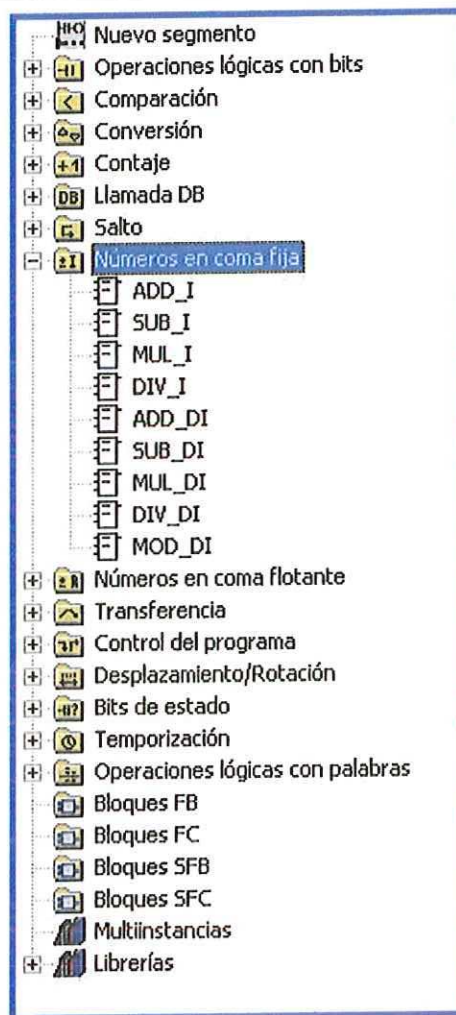 Nuevo segmento
Operaciones lógicas con bits
Comparación
Conversión
Contaje
DB Llamada DB
Salto
±I Números en coma fija
ADD_I
SUB_I
MUL_I
DIV_I
ADD_DI
SUB_DI
MUL_DI
DIV_DI
MOD_DI
±R Números en coma flotante
Transferencia
Control del programa
Desplazamiento/Rotación
Bits de estado
Temporización
Operaciones lógicas con palabras
Bloques FB
Bloques FC
Bloques SFB
Bloques SFC
Multiinstancias
Librerías